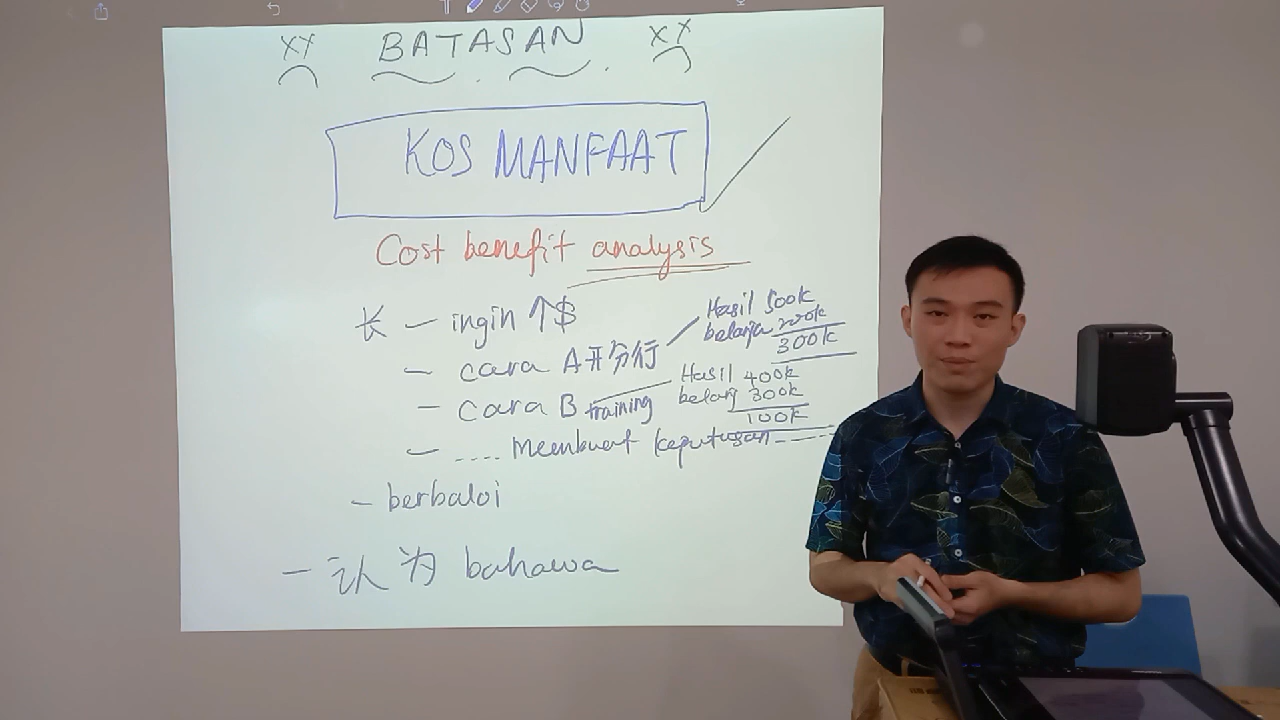 XX BATASAN XX
KOS MANFAAT
Cost benefit analysis
长 - ingin ↑$
- cara A 开分行
Hasil 500k
belanja 200k
300k
- cara B training
Hasil 400k
belanj 300k
100k
- .... Membuat keputusan
- berbaloi
- 认为 bahawa